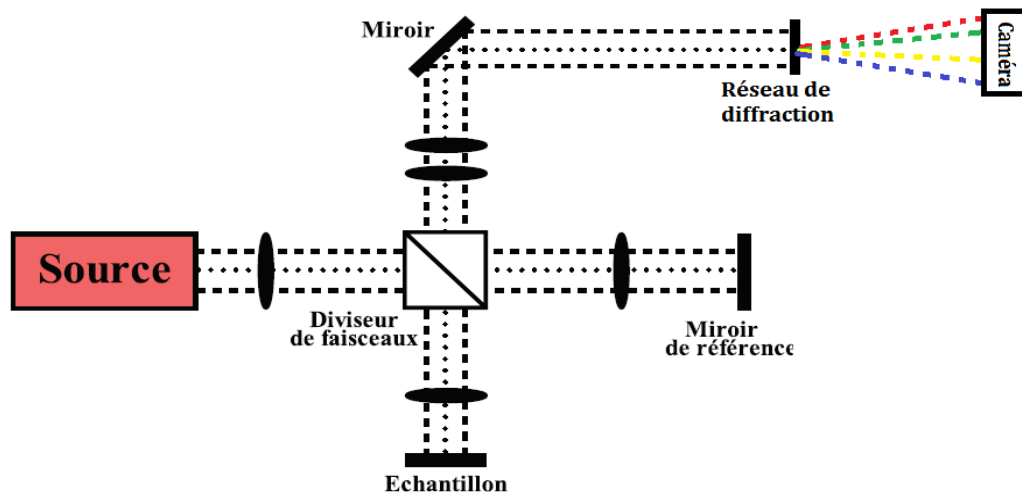 Miroir
Caméra
Réseau de
diffraction
Source
Diviseur
de faisceaux
Miroir
de référence
Echantillon